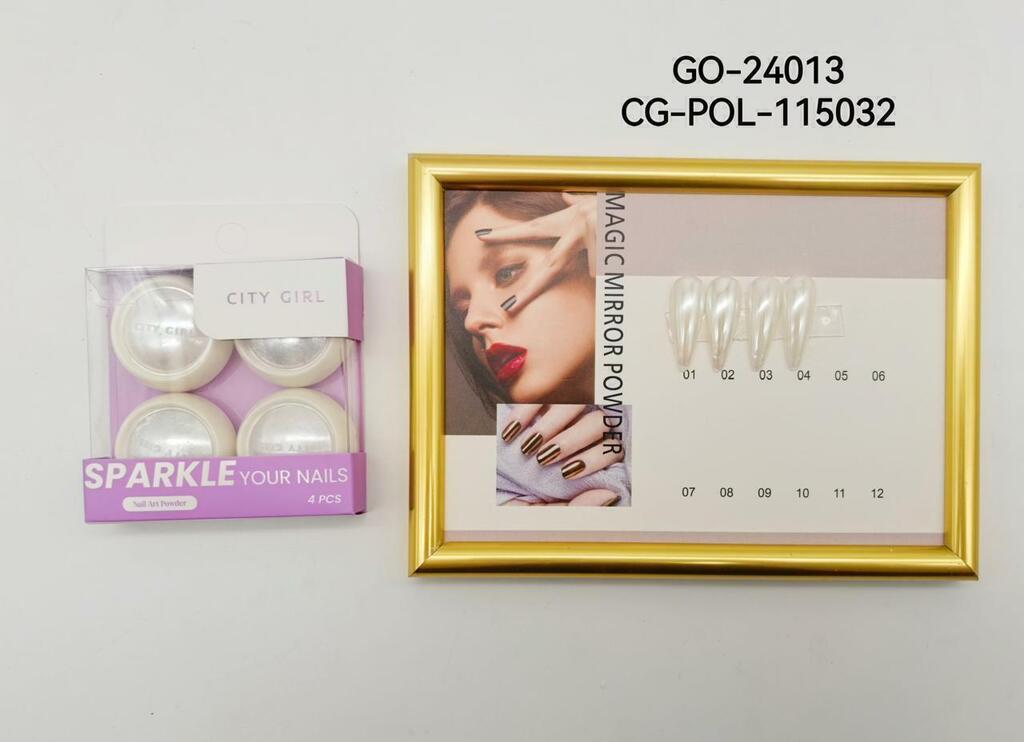 GO-24013
CG-POL-115032
CITY GIRL
CITY GIRL
SPARKLE YOUR NAILS
Nail Art Powder
4 PCS
MAGIC MIRROR POWDER
01 02 03 04 05 06
07 08 09 10 11 12